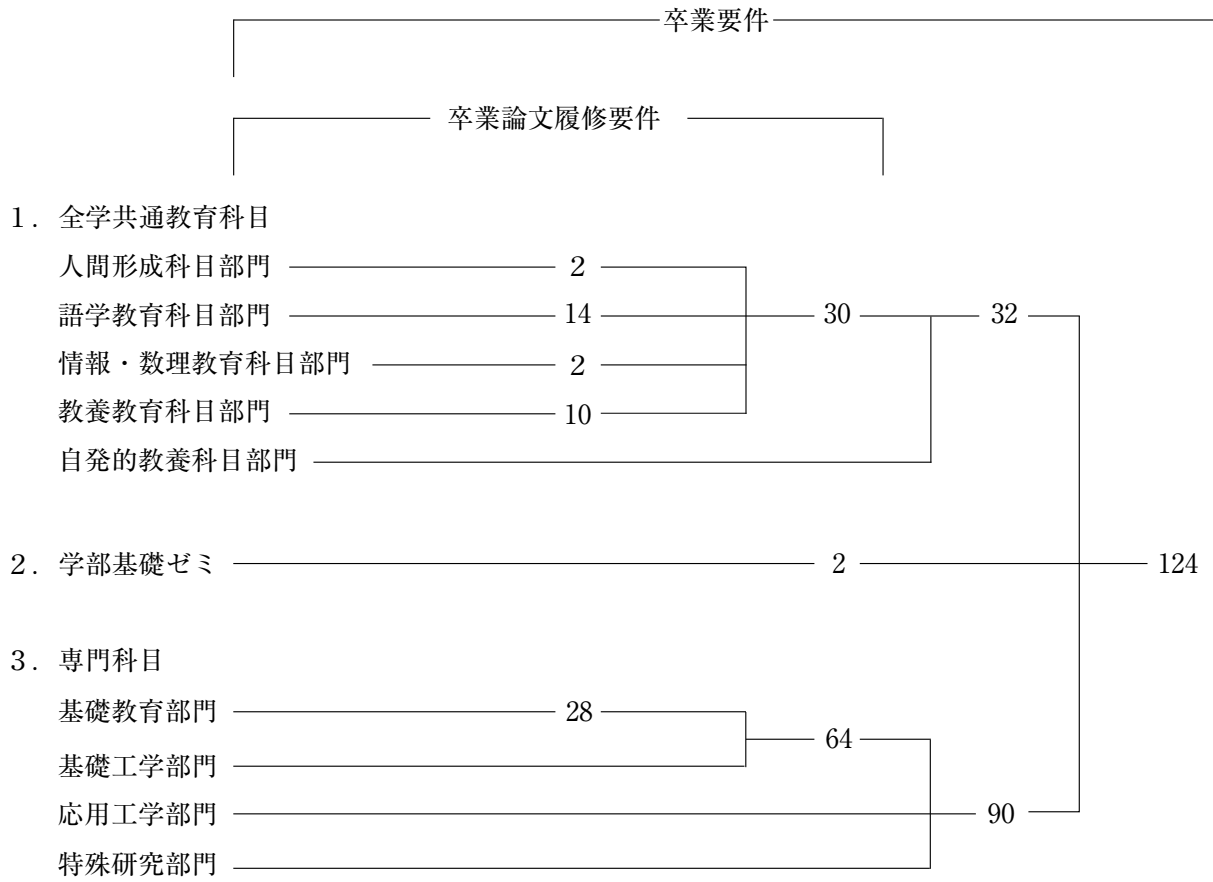 卒業要件
卒業論文履修要件
1. 全学共通教育科目
人間形成科目部門 2
語学教育科目部門 14 30 32
情報・数理教育科目部門 2
教養教育科目部門 10
自発的教養科目部門
2. 学部基礎ゼミ 2 124
3. 専門科目
基礎教育部門 28
64
基礎工学部門
応用工学部門 90
特殊研究部門